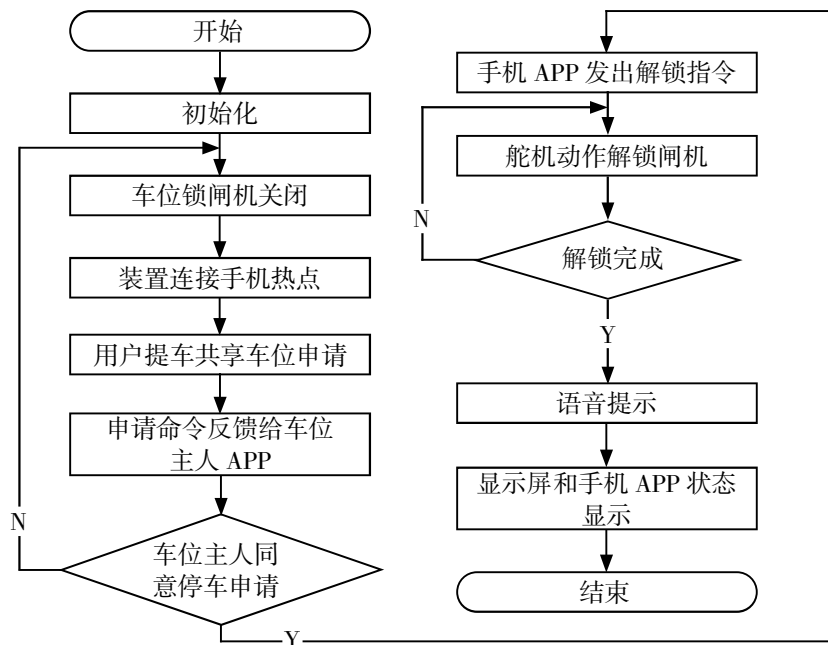 开始
初始化
车位锁闸机关闭
装置连接手机热点
用户提车共享车位申请
申请命令反馈给车位
主人 APP
N
车位主人同
意停车申请
Y
手机 APP 发出解锁指令
舵机动作解锁闸机
N
解锁完成
Y
语音提示
显示屏和手机 APP 状态
显示
结束